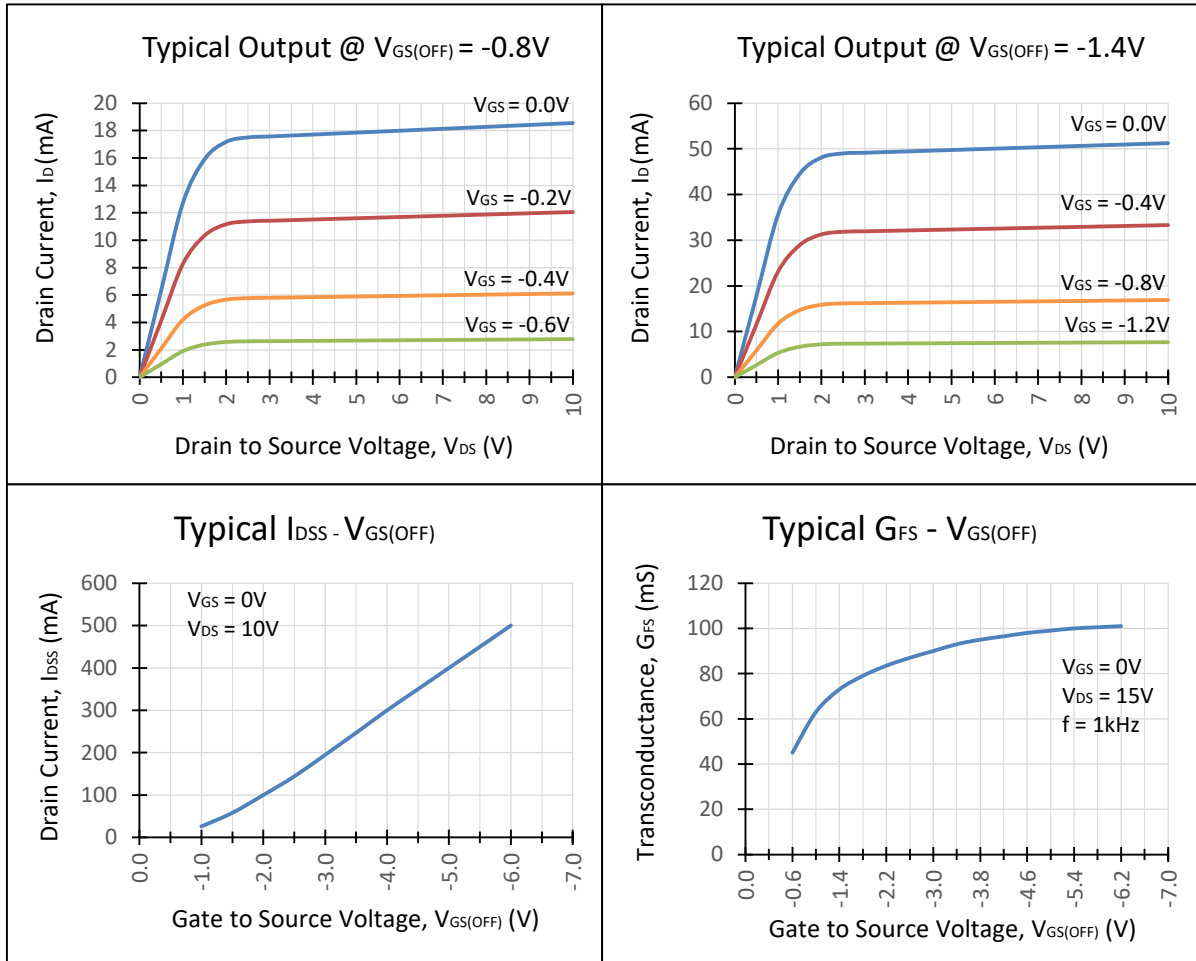 Typical Output @ VGS(OFF) = -0.8V
Drain Current, ID (mA)
20
18
16
14
12
10
8
6
4
2
0
VGS = 0.0V
VGS = -0.2V
VGS = -0.4V
VGS = -0.6V
0 1 2 3 4 5 6 7 8 9 10
Drain to Source Voltage, VDS (V)
Typical Output @ VGS(OFF) = -1.4V
Drain Current, ID (mA)
60
50
40
30
20
10
0
VGS = 0.0V
VGS = -0.4V
VGS = -0.8V
VGS = -1.2V
0 1 2 3 4 5 6 7 8 9 10
Drain to Source Voltage, VDS (V)
Typical IDSS - VGS(OFF)
Drain Current, IDSS (mA)
600
500
400
300
200
100
0
VGS = 0V
VDS = 10V
0.0 -1.0 -2.0 -3.0 -4.0 -5.0 -6.0 -7.0
Gate to Source Voltage, VGS(OFF) (V)
Typical GFS - VGS(OFF)
Transconductance, GFS (mS)
120
100
80
60
40
20
0
VGS = 0V
VDS = 15V
f = 1kHz
0.0 -0.6 -1.4 -2.2 -3.0 -3.8 -4.6 -5.4 -6.2 -7.0
Gate to Source Voltage, VGS(OFF) (V)